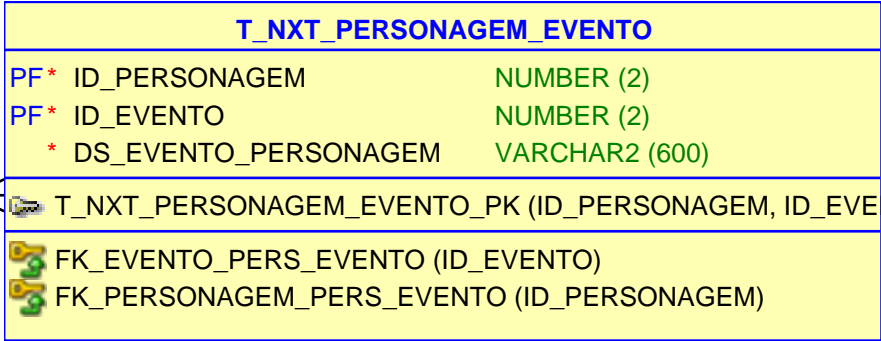 T_NXT_PERSONAGEM_EVENTO
PF* ID_PERSONAGEM NUMBER (2)
PF* ID_EVENTO NUMBER (2)
* DS_EVENTO_PERSONAGEM VARCHAR2 (600)
T_NXT_PERSONAGEM_EVENTO_PK (ID_PERSONAGEM, ID_EVE
FK_EVENTO_PERS_EVENTO (ID_EVENTO)
FK_PERSONAGEM_PERS_EVENTO (ID_PERSONAGEM)